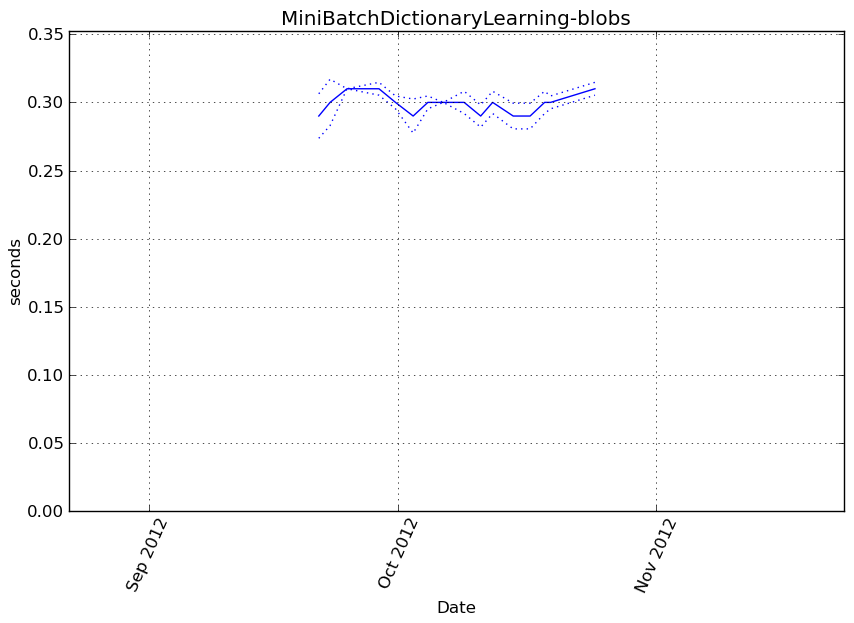 MiniBatchDictionaryLearning-blobs
0.35
0.30
0.25
0.20
0.15
0.10
0.05
0.00
seconds
Sep 2012
Oct 2012
Nov 2012
Date